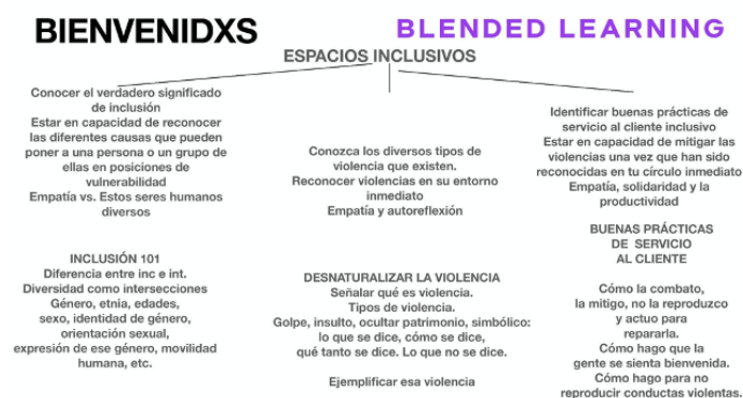 BIENVENIDXS
BLENDED LEARNING
ESPACIOS INCLUSIVOS
Conocer el verdadero significado
de inclusión
Estar en capacidad de reconocer
las diferentes causas que pueden
poner a una persona o un grupo de
ellas en posiciones de
vulnerabilidad
Empatía vs. Estos seres humanos
diversos
INCLUSIÓN 101
Diferencia entre inc e int.
Diversidad como intersecciones
Género, etnia, edades,
sexo, identidad de género,
orientación sexual,
expresión de ese género, movilidad
humana, etc.
Conozca los diversos tipos de
violencia que existen.
Reconocer violencias en su entorno
inmediato
Empatía y autoreflexión
DESNATURALIZAR LA VIOLENCIA
Señalar qué es violencia.
Tipos de violencia.
Golpe, insulto, ocultar patrimonio, simbólico:
lo que se dice, cómo se dice,
qué tanto se dice. Lo que no se dice.
Ejemplificar esa violencia
Identificar buenas prácticas de
servicio al cliente inclusivo
Estar en capacidad de mitigar las
violencias una vez que han sido
reconocidas en tu círculo inmediato
Empatía, solidaridad y la
productividad
BUENAS PRÁCTICAS
DE SERVICIO
AL CLIENTE
Cómo la combato,
la mitigo, no la reproduzco
y actuo para
repararla.
Cómo hago que la
gente se sienta bienvenida.
Cómo hago para no
reproducir conductas violentas.